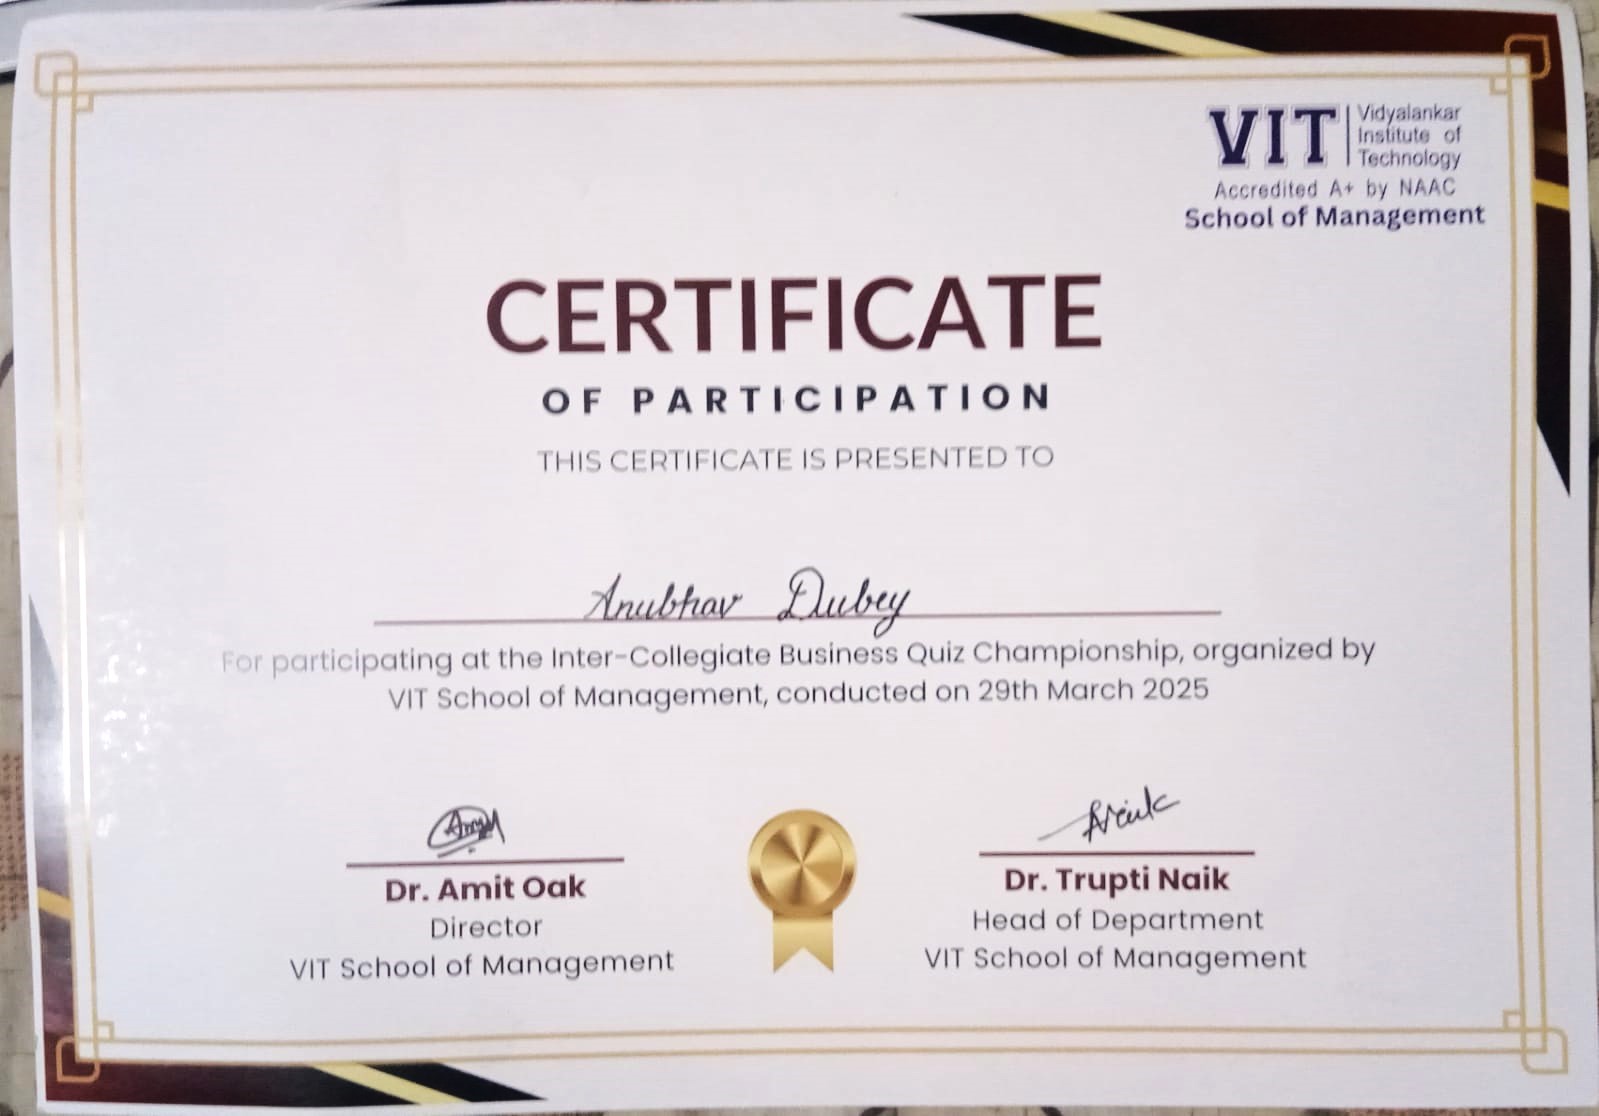 VIT
Vidyalankar
Institute of
Technology
Accredited A+ by NAAC
School of Management
CERTIFICATE
OF PARTICIPATION
THIS CERTIFICATE IS PRESENTED TO
Anubhav Dubey
For participating at the Inter-Collegiate Business Quiz Championship, organized by
VIT School of Management, conducted on 29th March 2025
Dr. Amit Oak
Director
VIT School of Management
Dr. Trupti Naik
Head of Department
VIT School of Management